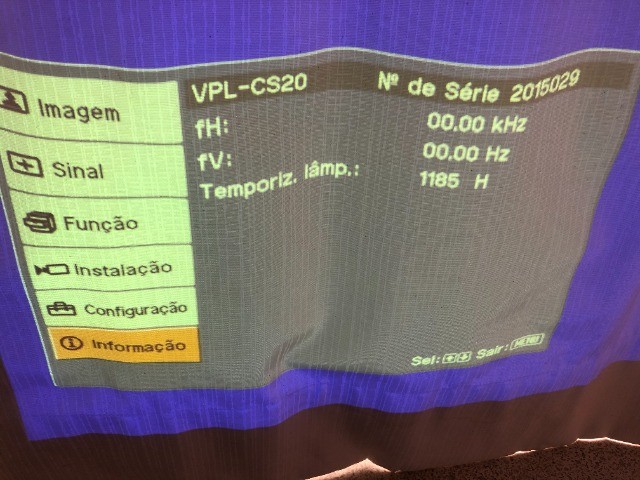 VPL-CS20 Nº de Série 2015029
fH: 00.00 kHz
fV: 00.00 Hz
Temporiz. lâmp.: 1185 H
Imagem
Sinal
Função
Instalação
Configuração
Informação
Sel: Sair: MENU